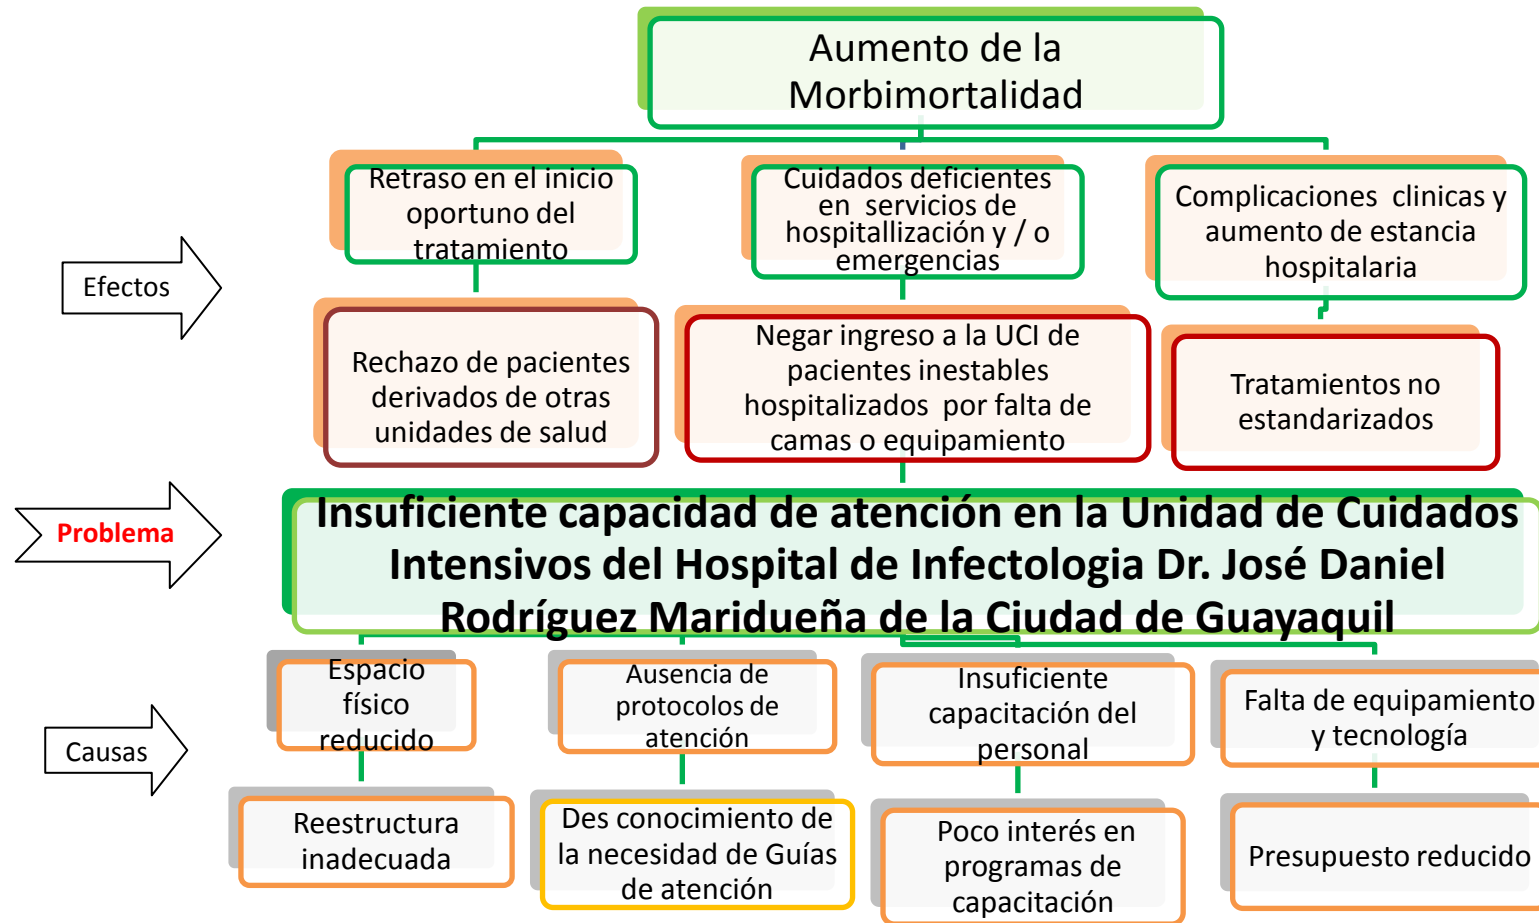 Aumento de la
Morbimortalidad
Retraso en el inicio
oportuno del
tratamiento
Cuidados deficientes
en servicios de
hospitallización y / o
emergencias
Complicaciones clinicas y
aumento de estancia
hospitalaria
Efectos
Rechazo de pacientes
derivados de otras
unidades de salud
Negar ingreso a la UCI de
pacientes inestables
hospitalizados por falta de
camas o equipamiento
Tratamientos no
estandarizados
Problema
Insuficiente capacidad de atención en la Unidad de Cuidados
Intensivos del Hospital de Infectologia Dr. José Daniel
Rodríguez Maridueña de la Ciudad de Guayaquil
Causas
Espacio
físico
reducido
Ausencia de
protocolos de
atención
Insuficiente
capacitación del
personal
Falta de equipamiento
y tecnología
Reestructura
inadecuada
Des conocimiento de
la necesidad de Guías
de atención
Poco interés en
programas de
capacitación
Presupuesto reducido